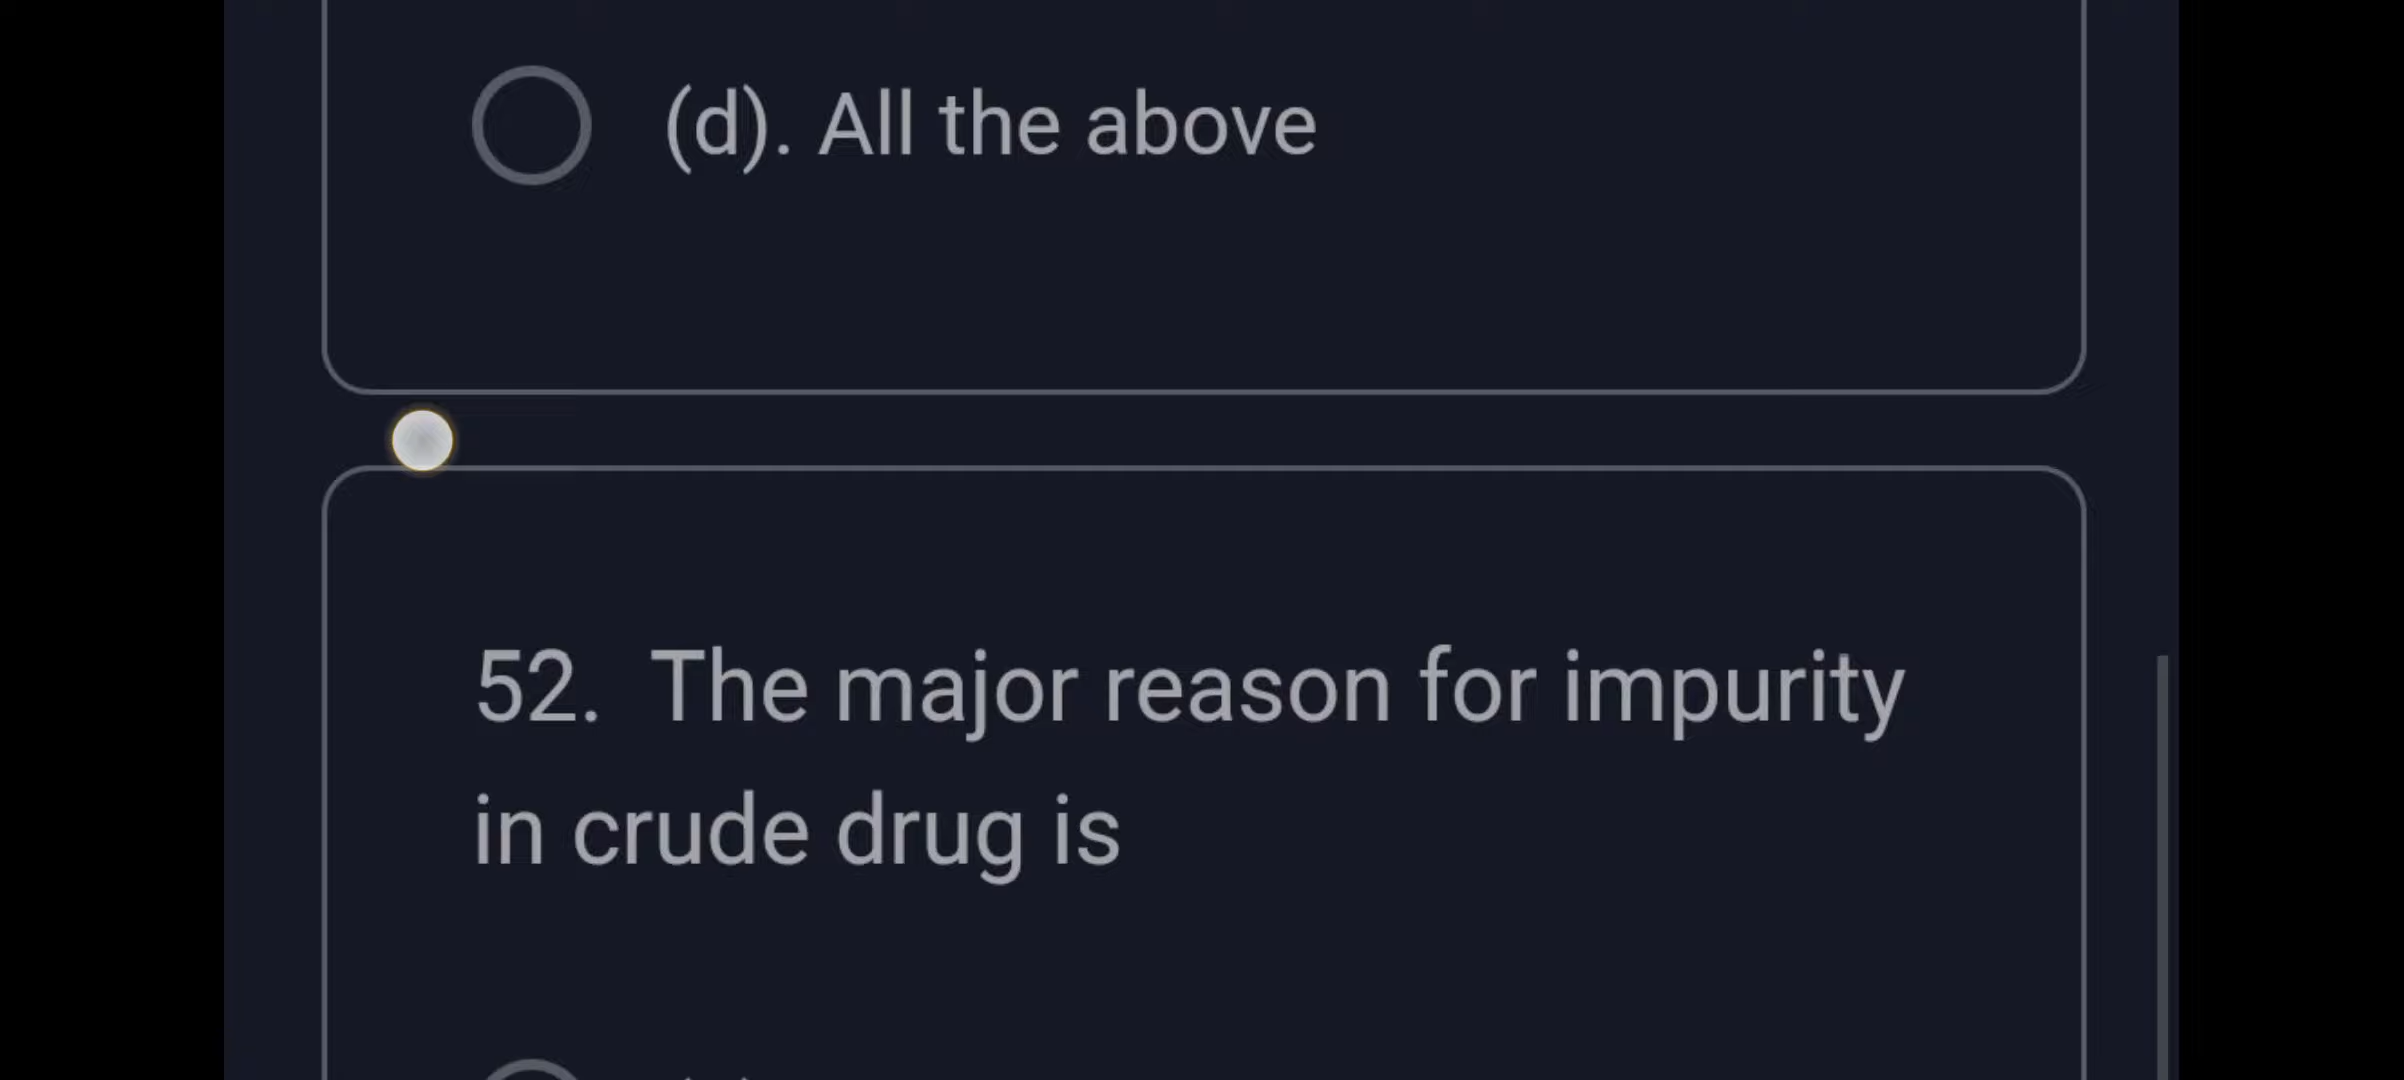 (d). All the above
52. The major reason for impurity
in crude drug is